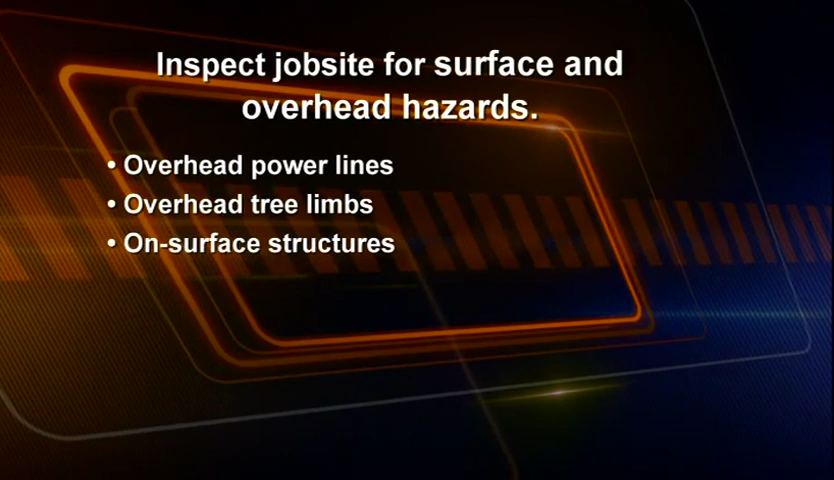 Inspect jobsite for surface and
overhead hazards.
• Overhead power lines
• Overhead tree limbs
• On-surface structures